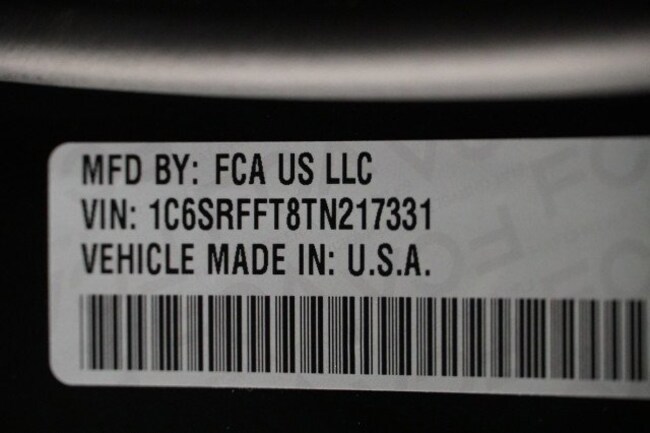 MFD BY: FCA US LLC
VIN: 1C6SRFFT8TN217331
VEHICLE MADE IN: U.S.A.